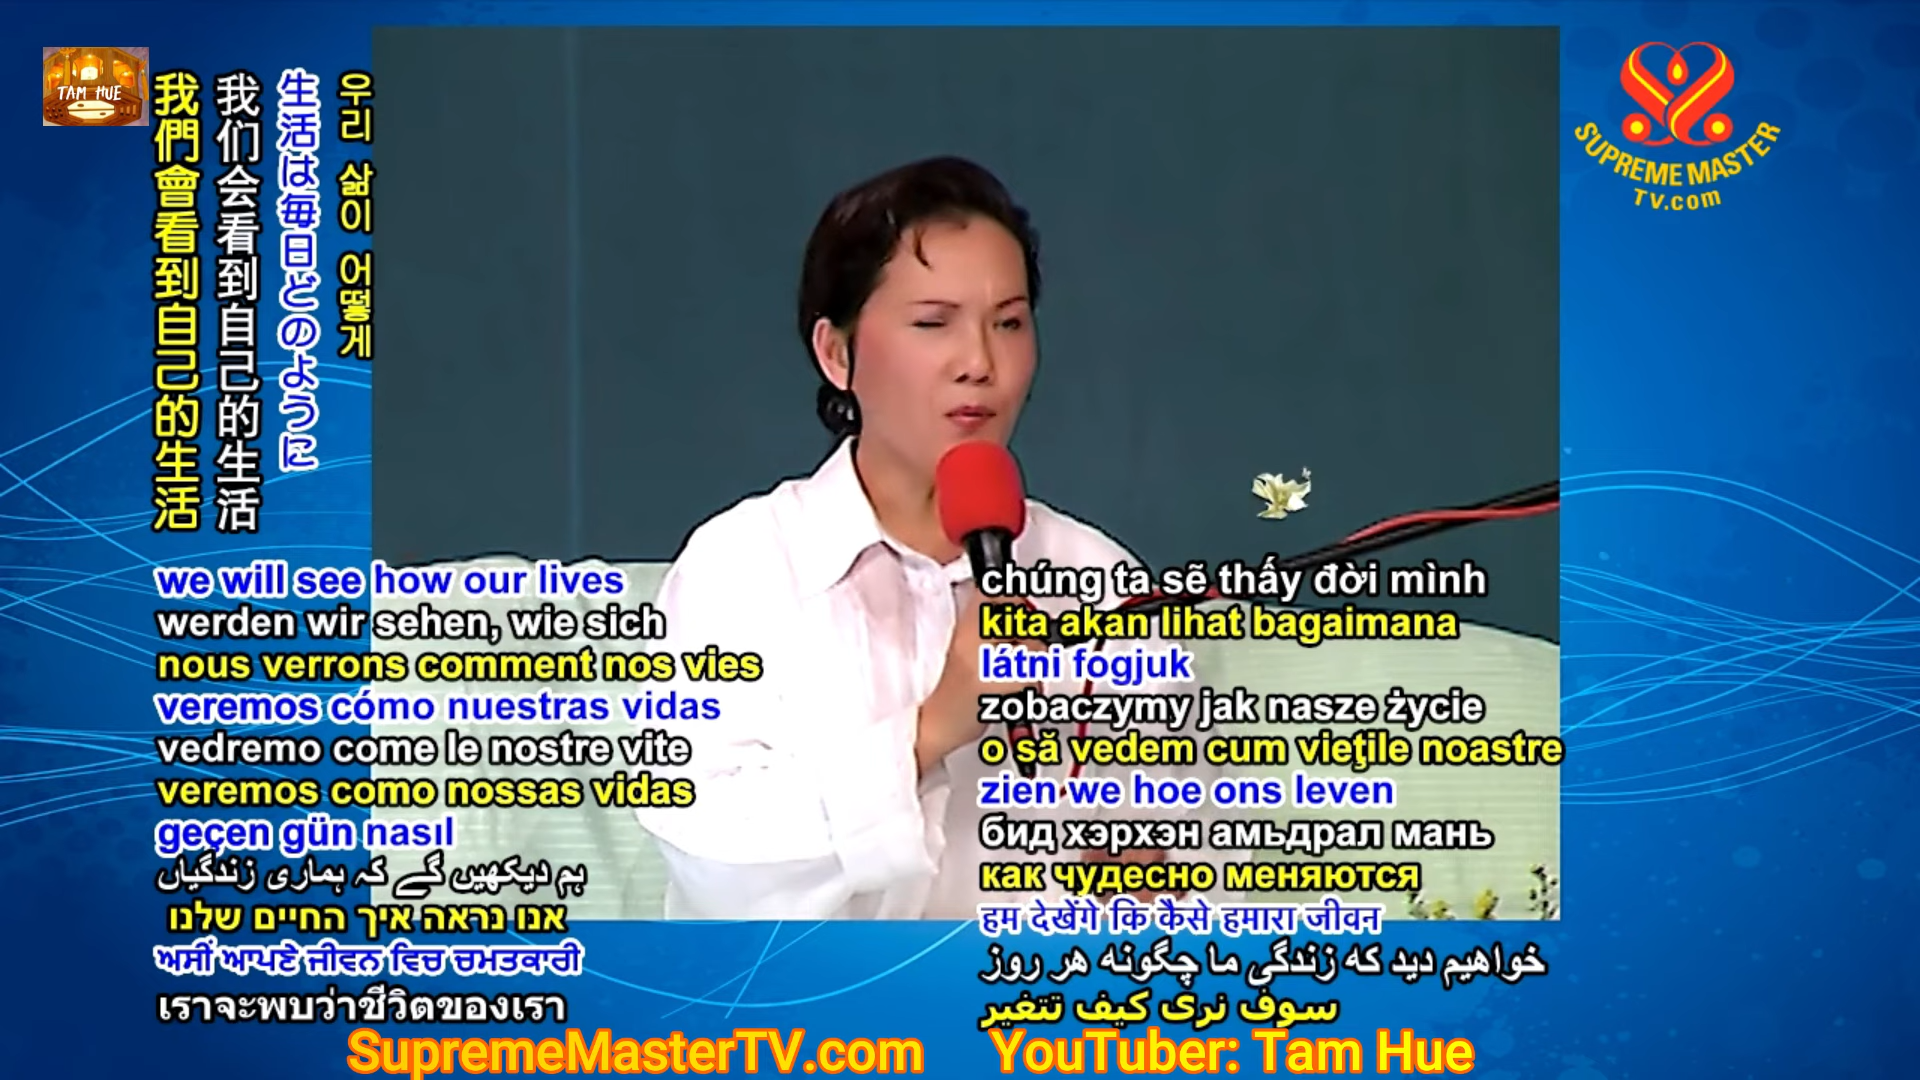 TAM HUE
我們會看到自己的生活
我们会看到自己的生活
生活は毎日どのように
우리 삶이 어떻게
SUPREME MASTER
TV.com
we will see how our lives
werden wir sehen, wie sich
nous verrons comment nos vies
veremos cómo nuestras vidas
vedremo come le nostre vite
veremos como nossas vidas
geçen gün nasıl
ہم دیکھیں گے کہ ہماری زندگیاں
אנו נראה איך החיים שלנו
ਅਸੀਂ ਆਪਣੇ ਜੀਵਨ ਵਿਚ ਚਮਤਕਾਰੀ
เราจะพบว่าชีวิตของเรา
chúng ta sẽ thấy đời mình
kita akan lihat bagaimana
látni fogjuk
zobaczymy jak nasze życie
o să vedem cum vieţile noastre
zien we hoe ons leven
бид хэрхэн амьдрал мань
как чудесно меняются
हम देखेंगे कि कैसे हमारा जीवन
خواهیم دید که زندگی ما چگونه هر روز
سوف نرى كيف تتغير
SupremeMasterTV.com
YouTuber: Tam Hue